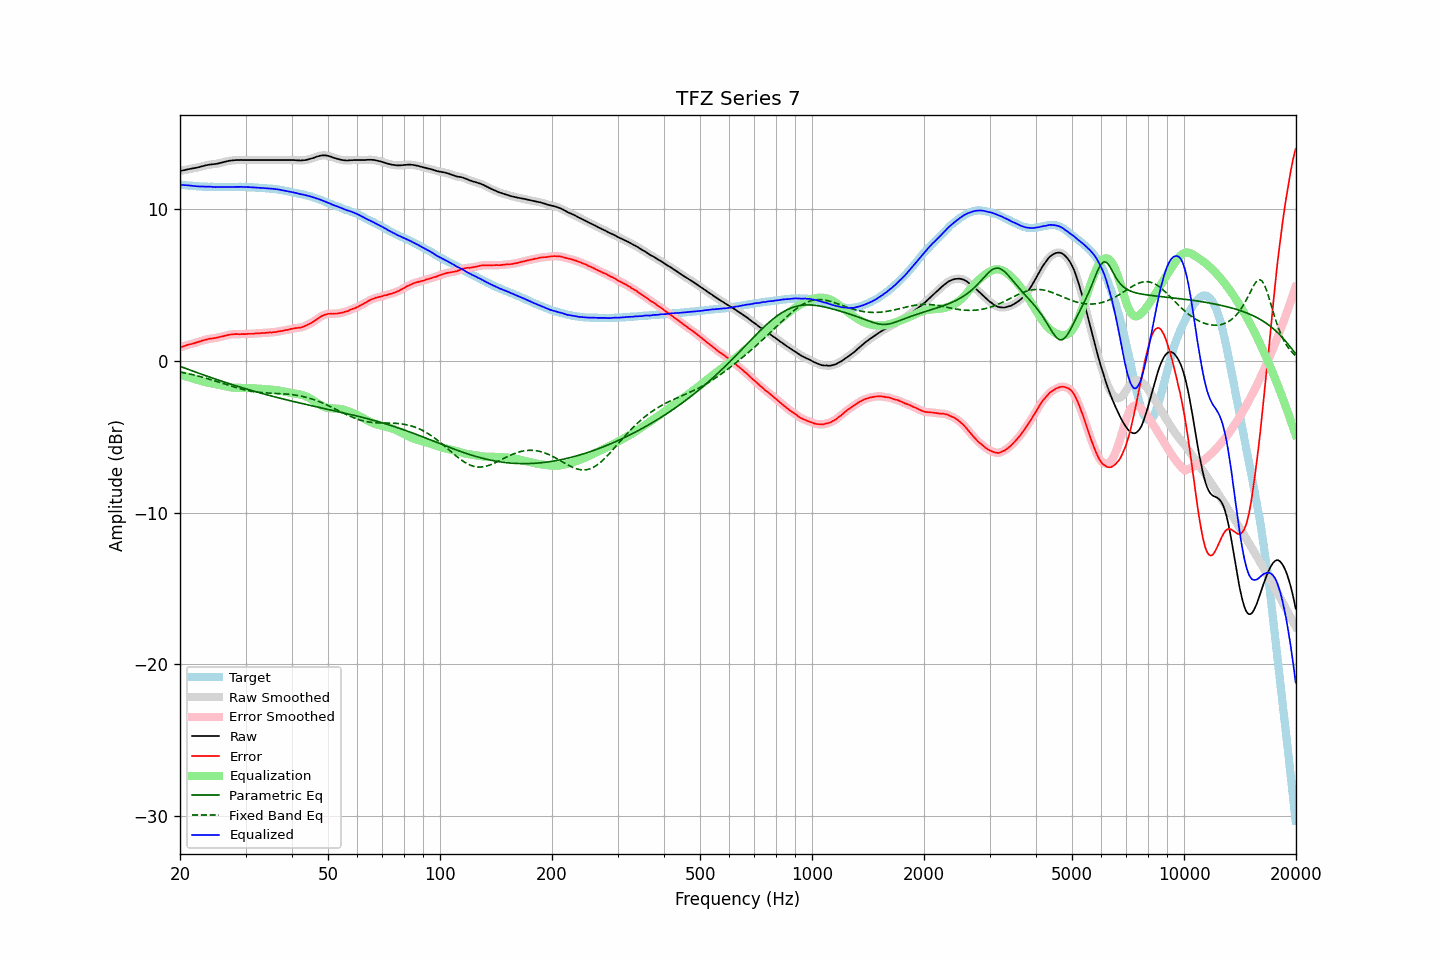 TFZ Series 7
10
0
−10
−20
−30
Amplitude (dBr)
Target
Raw Smoothed
Error Smoothed
Raw
Error
Equalization
Parametric Eq
Fixed Band Eq
Equalized
20 50 100 200 500 1000 2000 5000 10000 20000
Frequency (Hz)